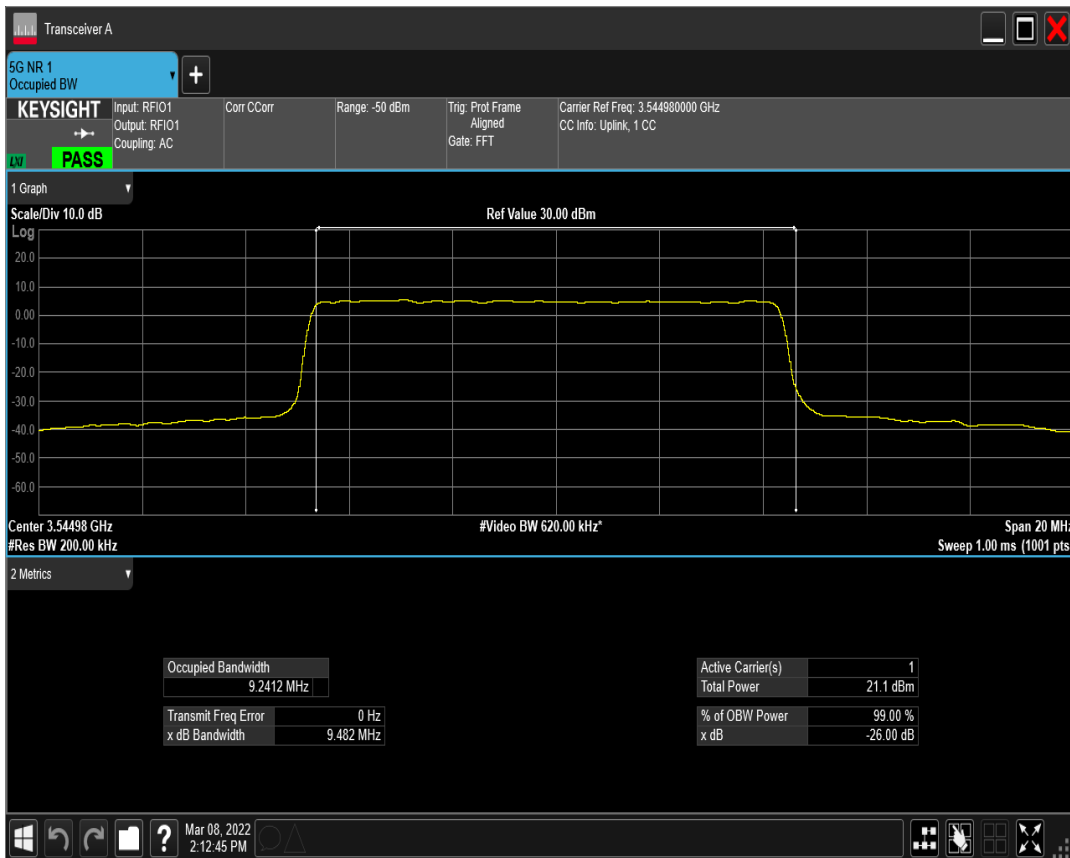 Transceiver A
5G NR 1
Occupied BW
+
KEYSIGHT
Input: RFIO1
Output: RFIO1
Coupling: AC
Corr CCorr
Range: -50 dBm
Trig: Prot Frame
Aligned
Gate: FFT
Carrier Ref Freq: 3.544980000 GHz
CC Info: Uplink, 1 CC
LXI
PASS
1 Graph
Scale/Div 10.0 dB
Ref Value 30.00 dBm
Log
20.0
10.0
0.00
-10.0
-20.0
-30.0
-40.0
-50.0
-60.0
Center 3.54498 GHz
#Video BW 620.00 kHz*
Span 20 MHz
#Res BW 200.00 kHz
Sweep 1.00 ms (1001 pts
2 Metrics
Occupied Bandwidth
9.2412 MHz
Transmit Freq Error 0 Hz
x dB Bandwidth 9.482 MHz
Active Carrier(s) 1
Total Power 21.1 dBm
% of OBW Power 99.00 %
x dB -26.00 dB
?
Mar 08, 2022
2:12:45 PM